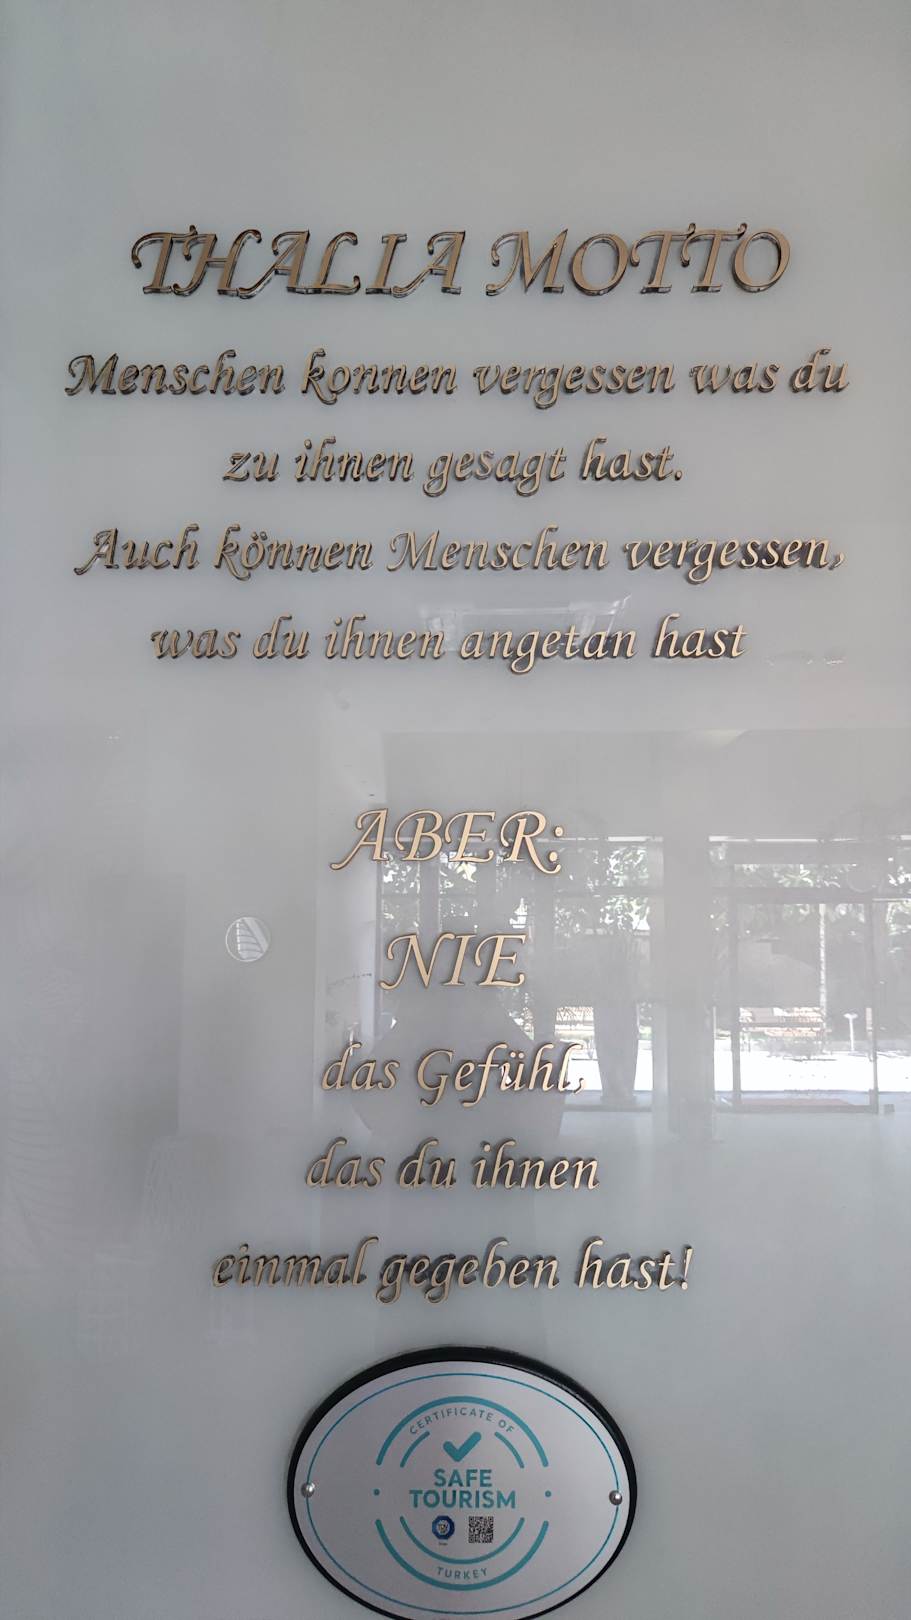 THALIA MOTTO
Menschen konnen vergessen was du
zu ihnen gesagt hast.
Auch können Menschen vergessen,
was du ihnen angetan hast
ABER:
NIE
das Gefühl,
das du ihnen
einmal gegeben hast!
CERTIFICATE OF
SAFE
TOURISM
TURKEY